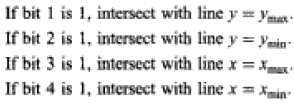 If bit 1 is 1, intersect with line y = yₘₐₓ.
If bit 2 is 1, intersect with line y = yₘᵢₙ.
If bit 3 is 1, intersect with line x = xₘₐₓ.
If bit 4 is 1, intersect with line x = xₘᵢₙ.